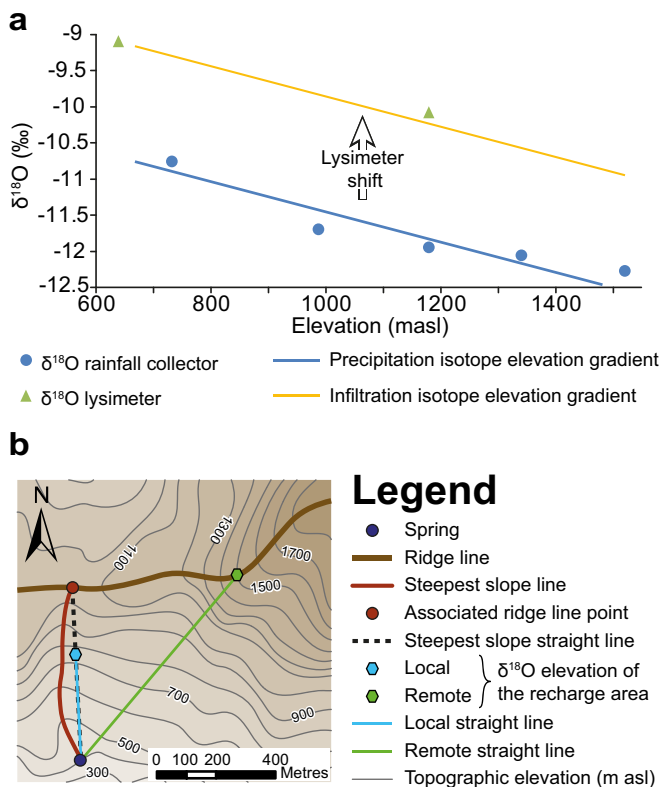 a
-9
-9.5
-10
-10.5
-11
-11.5
-12
-12.5
δ¹⁸O (‰)
Lysimeter
shift
600 800 1000 1200 1400
Elevation (masl)
δ¹⁸O rainfall collector
Precipitation isotope elevation gradient
δ¹⁸O lysimeter
Infiltration isotope elevation gradient
b
N
1100
1300
1700
1500
700
900
500
300
0 100 200 400
Metres
Legend
Spring
Ridge line
Steepest slope line
Associated ridge line point
Steepest slope straight line
Local
Remote
δ¹⁸O elevation of
the recharge area
Local straight line
Remote straight line
Topographic elevation (m asl)